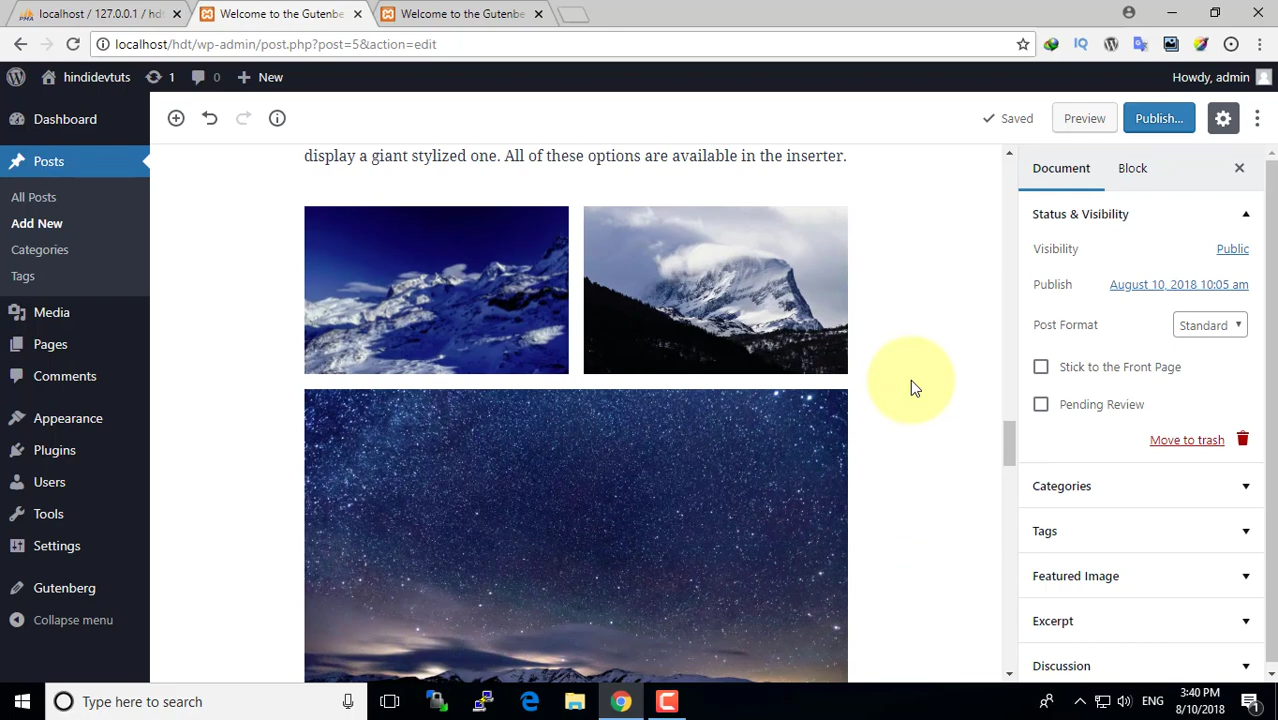 localhost / 127.0.0.1 / hdt
Welcome to the Gutenbe
Welcome to the Gutenbe
localhost/hdt/wp-admin/post.php?post=5&action=edit
hindidevtuts
1
0
New
Howdy, admin
Dashboard
Posts
All Posts
Add New
Categories
Tags
Media
Pages
Comments
Appearance
Plugins
Users
Tools
Settings
Gutenberg
Collapse menu
Saved
Preview
Publish...
display a giant stylized one. All of these options are available in the inserter.
Document
Block
Status & Visibility
Visibility
Public
Publish
August 10, 2018 10:05 am
Post Format
Standard
Stick to the Front Page
Pending Review
Move to trash
Categories
Tags
Featured Image
Excerpt
Discussion
Type here to search
ENG
3:40 PM
8/10/2018
1